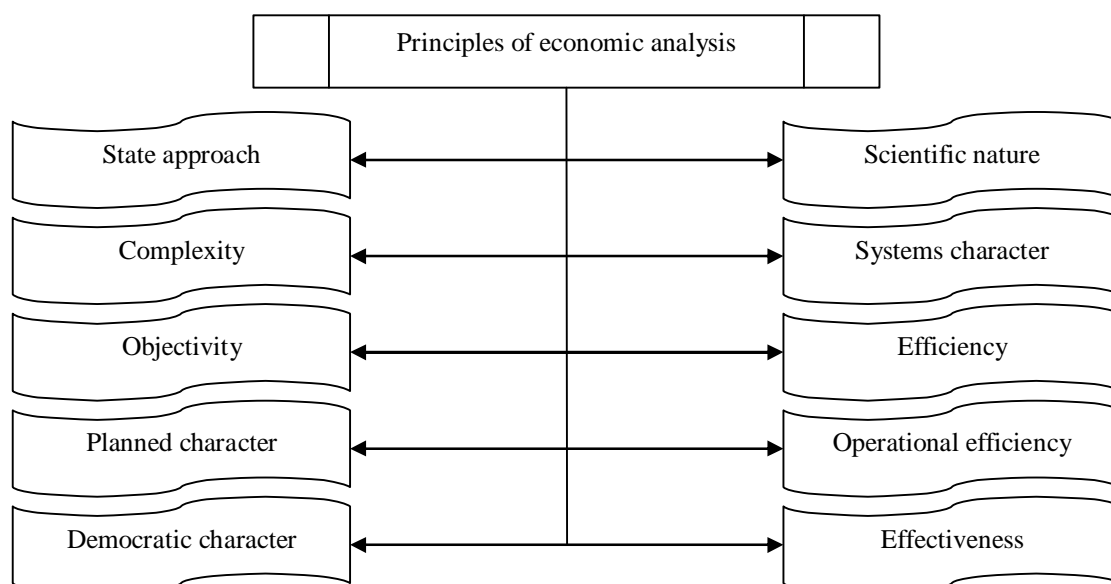 Principles of economic analysis
State approach
Scientific nature
Complexity
Systems character
Objectivity
Efficiency
Planned character
Operational efficiency
Democratic character
Effectiveness